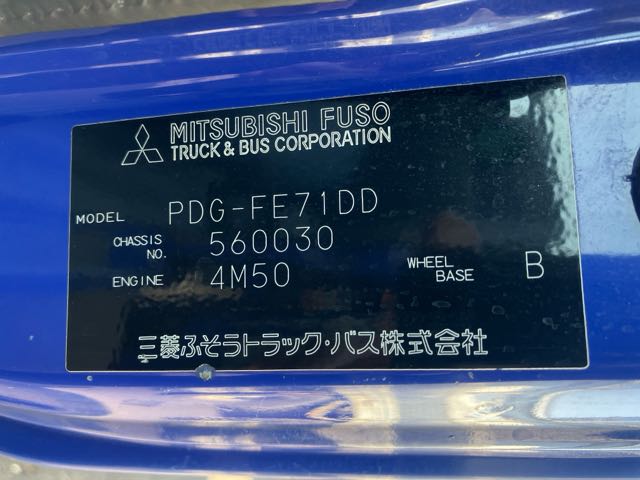 MITSUBISHI FUSO
TRUCK & BUS CORPORATION
MODEL PDG-FE71DD
CHASSIS NO. 560030
ENGINE 4M50 WHEEL BASE B
三菱ふそうトラック・バス株式会社